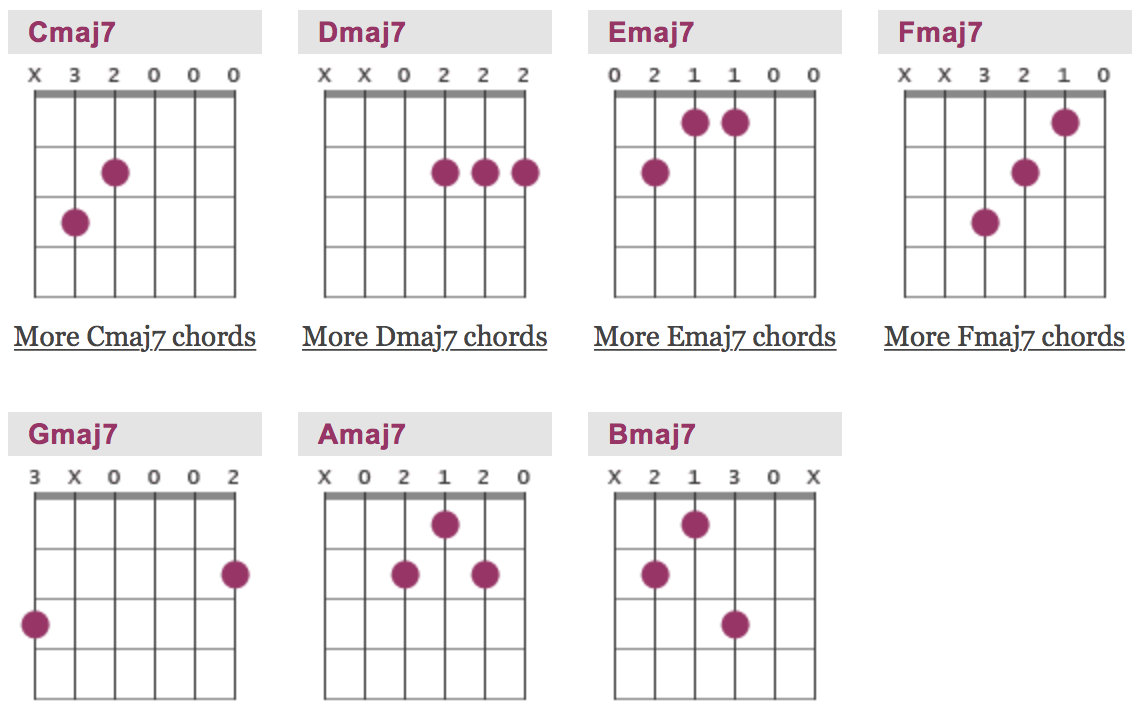 Cmaj7 Dmaj7 Emaj7 Fmaj7
X 3 2 0 0 0 X X 0 2 2 2 0 2 1 1 0 0 X X 3 2 1 0
More Cmaj7 chords More Dmaj7 chords More Emaj7 chords More Fmaj7 chords
Gmaj7 Amaj7 Bmaj7
3 X 0 0 0 2 X 0 2 1 2 0 X 2 1 3 0 X